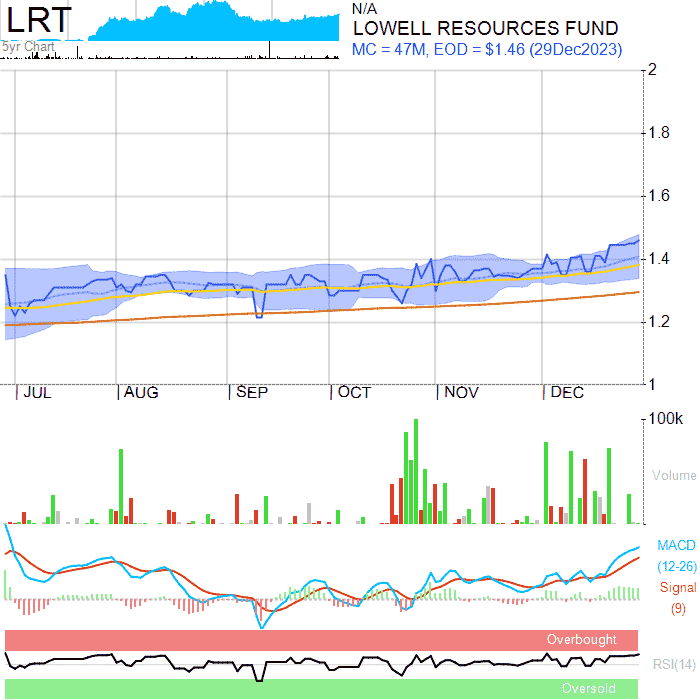 LRT
5yr Chart
N/A
LOWELL RESOURCES FUND
MC = 47M, EOD = $1.46 (29Dec2023)
2
1.8
1.6
1.4
1.2
1
JUL AUG SEP OCT NOV DEC
100k
Volume
MACD
(12-26)
Signal
(9)
Overbought
RSI(14)
Oversold